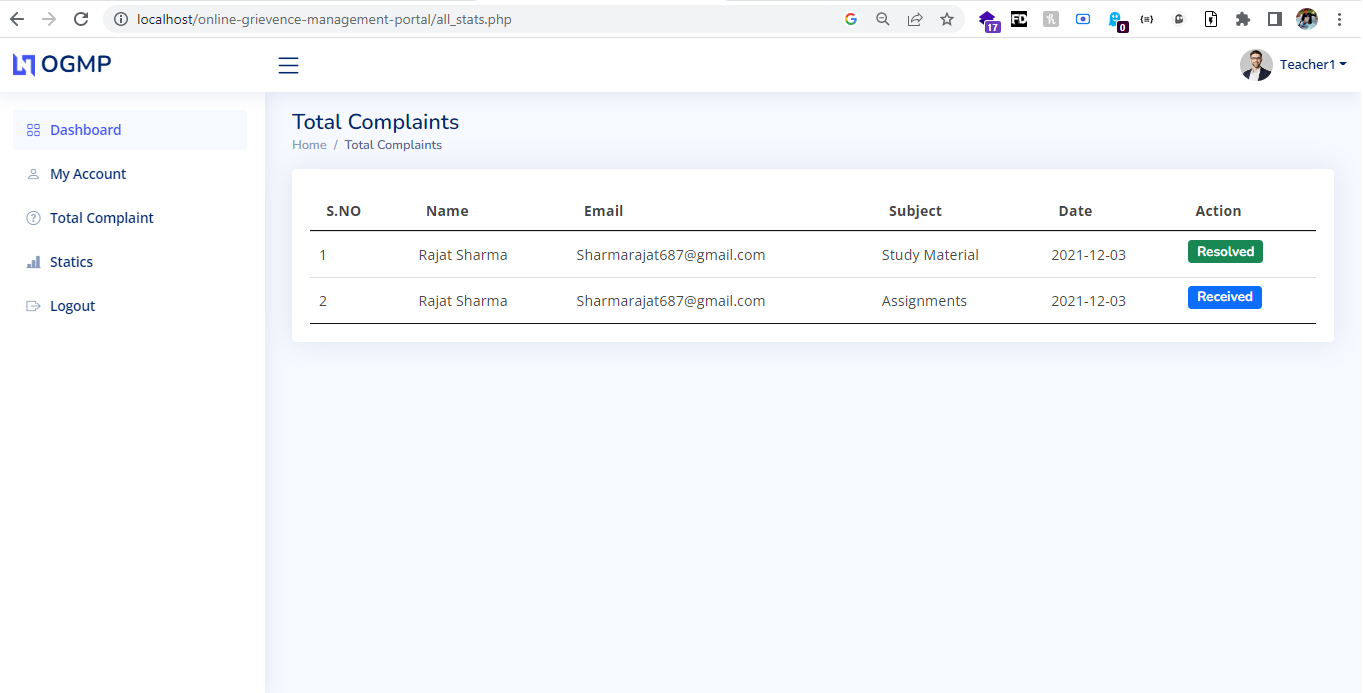 localhost/online-grievence-management-portal/all_stats.php
17 FD 0
OGMP
Teacher1
Dashboard
My Account
Total Complaint
Statics
Logout
Total Complaints
Home / Total Complaints
S.NO Name Email Subject Date Action
1 Rajat Sharma Sharmarajat687@gmail.com Study Material 2021-12-03 Resolved
2 Rajat Sharma Sharmarajat687@gmail.com Assignments 2021-12-03 Received